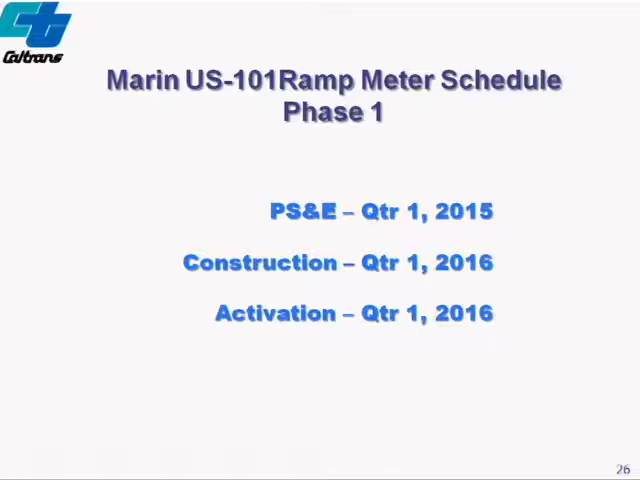 Caltrans
Marin US-101Ramp Meter Schedule
Phase 1
PS&E – Qtr 1, 2015
Construction – Qtr 1, 2016
Activation – Qtr 1, 2016
26